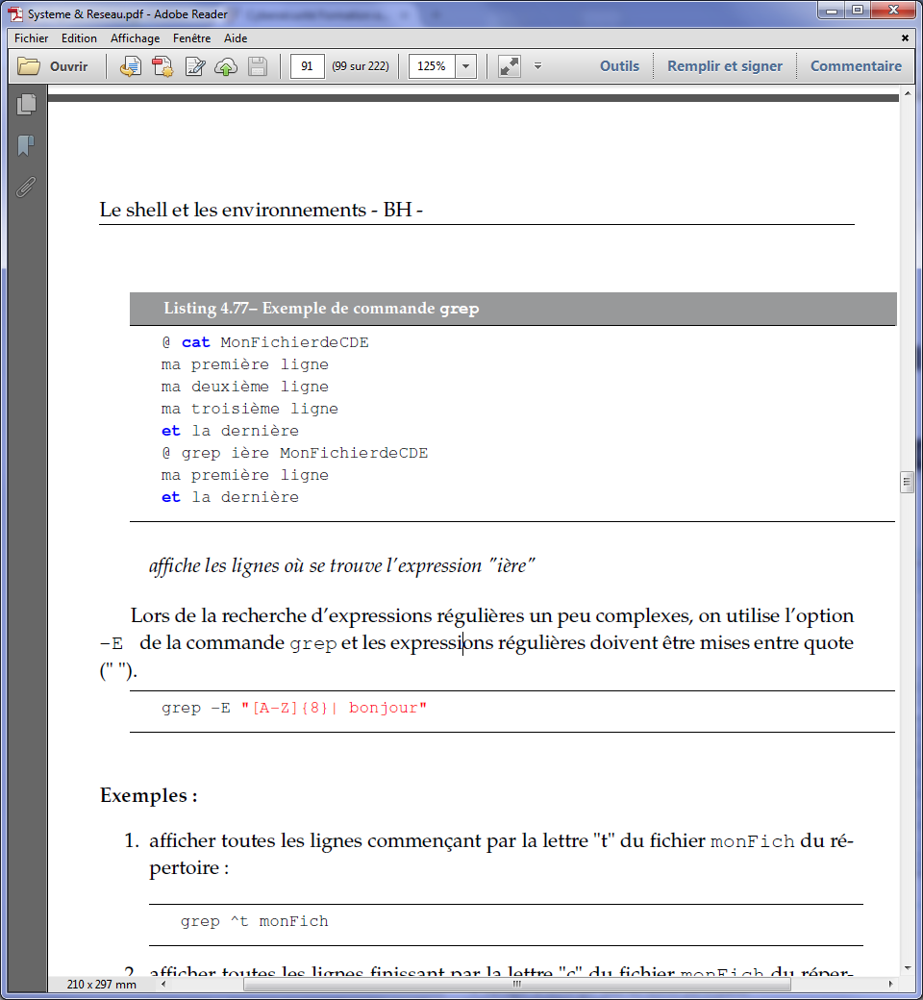 Systeme & Reseau.pdf - Adobe Reader
Fichier Edition Affichage Fenêtre Aide
Ouvrir 91 (99 sur 222) 125% Outils Remplir et signer Commentaire
Le shell et les environnements - BH -
Listing 4.77– Exemple de commande grep
@ cat MonFichierdeCDE
ma première ligne
ma deuxième ligne
ma troisième ligne
et la dernière
@ grep ière MonFichierdeCDE
ma première ligne
et la dernière
affiche les lignes où se trouve l'expression "ière"
Lors de la recherche d'expressions régulières un peu complexes, on utilise l'option
-E de la commande grep et les expressions régulières doivent être mises entre quote
(" ").
grep -E "[A-Z]{8}| bonjour"
Exemples :
1. afficher toutes les lignes commençant par la lettre "t" du fichier monFich du ré-
pertoire :
grep ^t monFich
2. afficher toutes les lignes finissant par la lettre "c" du fichier monFich du réper-
210 x 297 mm